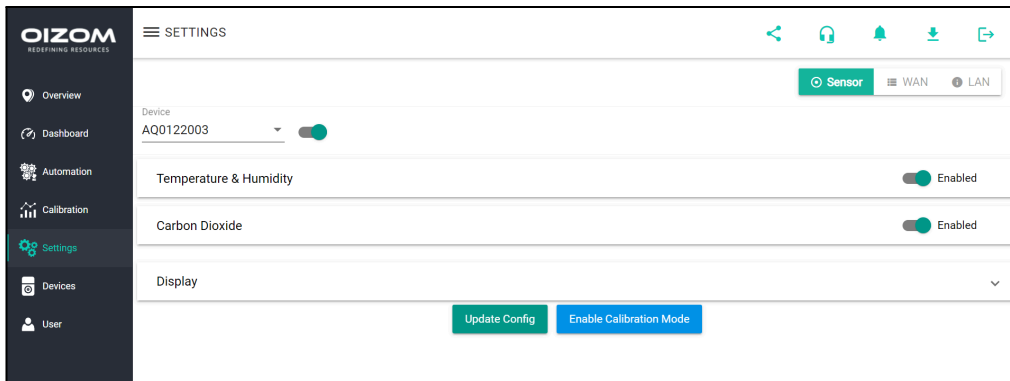 OIZOM
REDEFINING RESOURCES
SETTINGS
Overview
Dashboard
Automation
Calibration
Settings
Devices
User
Sensor WAN LAN
Device
AQ0122003
Temperature & Humidity Enabled
Carbon Dioxide Enabled
Display
Update Config Enable Calibration Mode